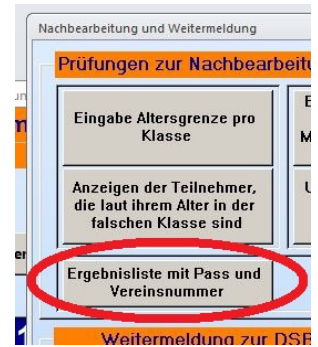 Nachbearbeitung und Weitermeldung
Prüfungen zur Nachbearbeitu
Eingabe Altersgrenze pro
Klasse
Anzeigen der Teilnehmer,
die laut ihrem Alter in der
falschen Klasse sind
Ergebnisliste mit Pass und
Vereinsnummer
Weitermeldung zur DSB